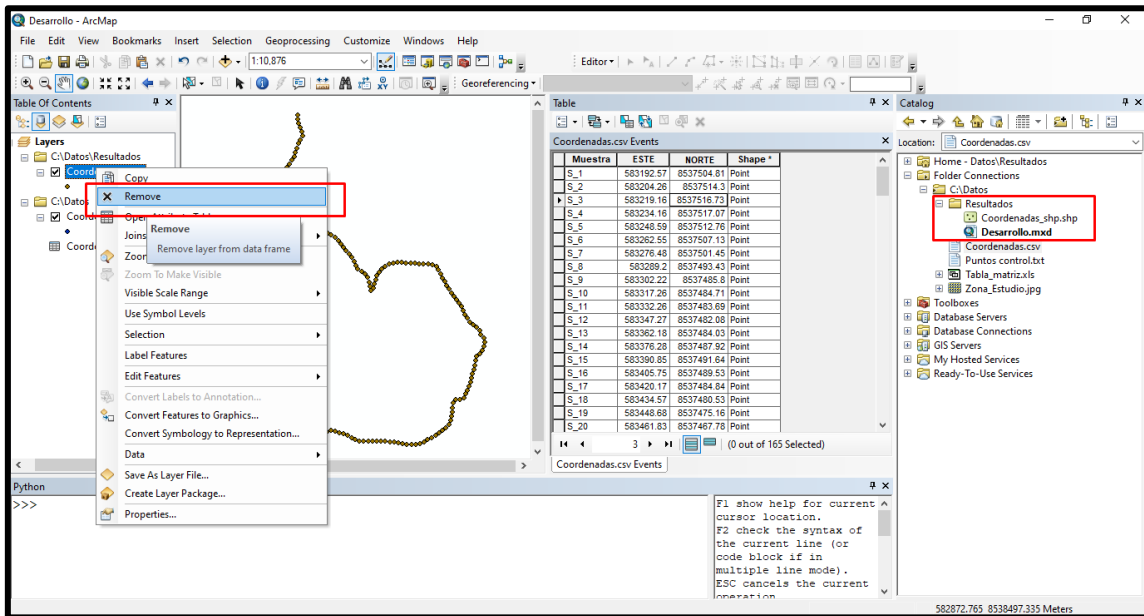 Desarrollo - ArcMap
File Edit View Bookmarks Insert Selection Geoprocessing Customize Windows Help
1:10,876
Editor
Georeferencing
Table Of Contents
Layers
C:\Datos\Resultados
C:\Datos
Copy
Remove
Remove
Remove layer from data frame
Zoom To Make Visible
Visible Scale Range
Use Symbol Levels
Selection
Label Features
Edit Features
Convert Labels to Annotation...
Convert Features to Graphics...
Convert Symbology to Representation...
Data
Save As Layer File...
Create Layer Package...
Properties...
Table
Coordenadas.csv Events
Muestra ESTE NORTE Shape *
S_1 583192.57 8537504.81 Point
S_2 583204.26 8537514.3 Point
S_3 583219.16 8537516.73 Point
S_4 583234.16 8537517.07 Point
S_5 583248.59 8537512.76 Point
S_6 583262.55 8537507.13 Point
S_7 583276.48 8537501.45 Point
S_8 583289.2 8537493.43 Point
S_9 583302.22 8537485.8 Point
S_10 583317.26 8537484.71 Point
S_11 583332.26 8537483.69 Point
S_12 583347.27 8537482.08 Point
S_13 583362.18 8537484.03 Point
S_14 583376.28 8537487.92 Point
S_15 583390.85 8537491.64 Point
S_16 583405.75 8537489.53 Point
S_17 583420.17 8537484.84 Point
S_18 583434.57 8537480.53 Point
S_19 583448.68 8537475.16 Point
S_20 583461.83 8537467.78 Point
3
(0 out of 165 Selected)
Coordenadas.csv Events
Catalog
Location: Coordenadas.csv
Home - Datos\Resultados
Folder Connections
C:\Datos
Resultados
Coordenadas_shp.shp
Desarrollo.mxd
Coordenadas.csv
Puntos control.txt
Tabla_matriz.xls
Zona_Estudio.jpg
Toolboxes
Database Servers
Database Connections
GIS Servers
My Hosted Services
Ready-To-Use Services
Python
>>>
F1 show help for current
cursor location.
F2 check the syntax of
the current line (or
code block if in
multiple line mode).
ESC cancels the current
operation
582872.765 8538497.335 Meters